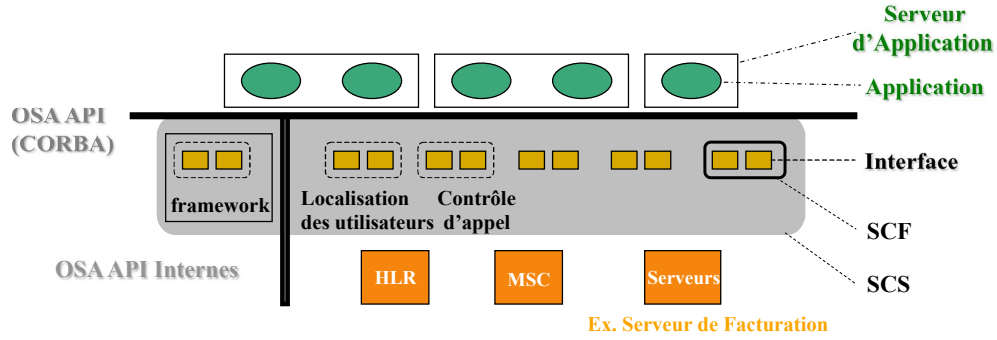 Serveur
d'Application
Application
OSA API
(CORBA)
Interface
framework
Localisation
des utilisateurs
Contrôle
d'appel
SCF
OSA API Internes
HLR
MSC
Serveurs
SCS
Ex. Serveur de Facturation